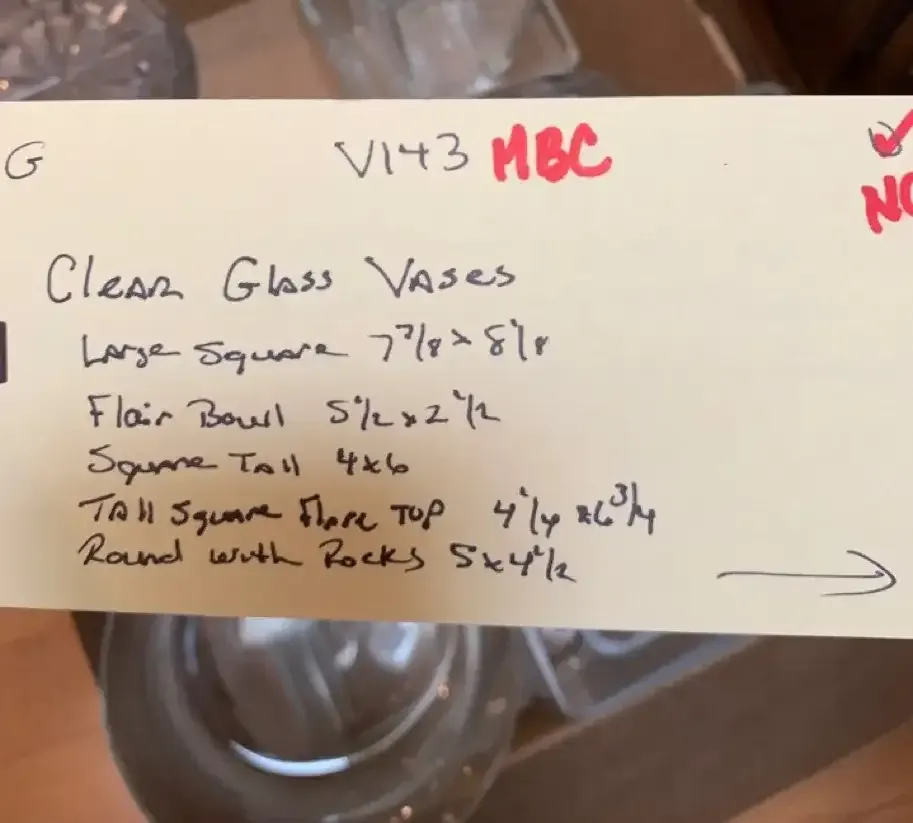 G V143 MBC
NO
Clear Glass Vases
Large Square 7 7/8 x 8 1/8
Flair Bowl 5 1/2 x 2 1/2
Square Tall 4x6
Tall Square Flare Top 4 1/4 x 6 3/4
Round with Rocks 5 x 4 1/2